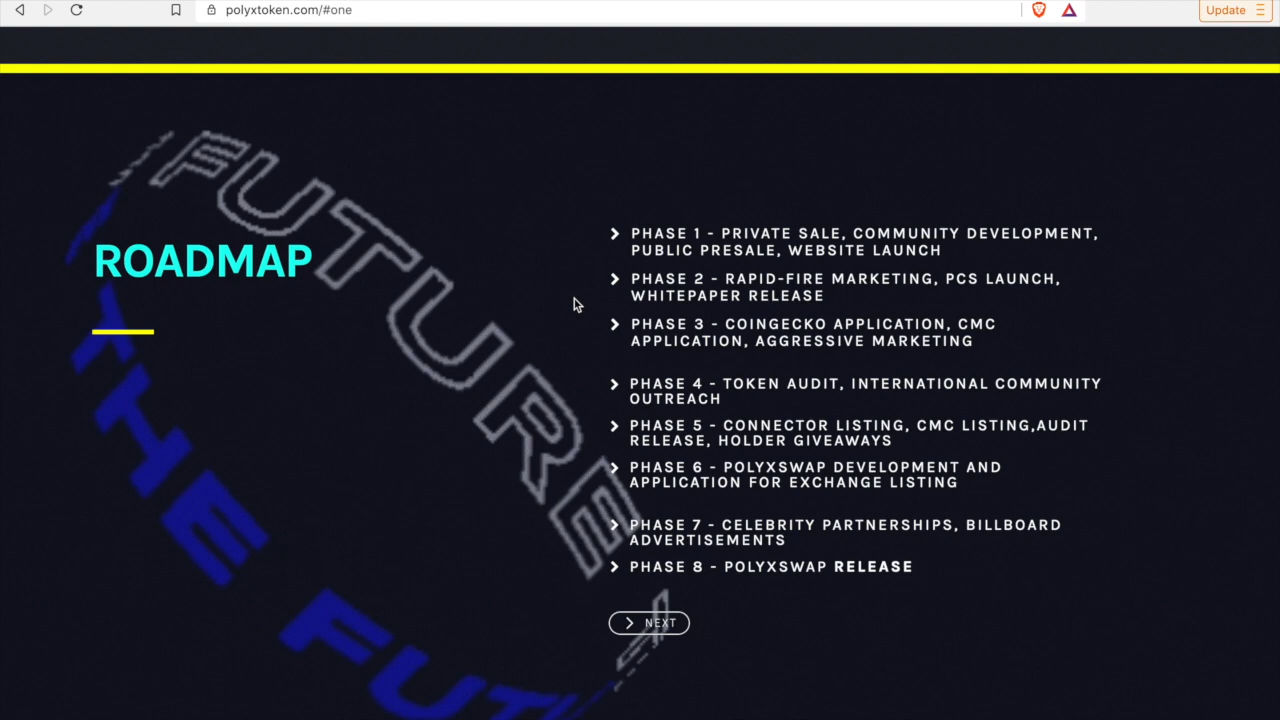 polyxtoken.com/#one
Update
FUTURE
THE FUT
ROADMAP
PHASE 1 - PRIVATE SALE, COMMUNITY DEVELOPMENT,
PUBLIC PRESALE, WEBSITE LAUNCH
PHASE 2 - RAPID-FIRE MARKETING, PCS LAUNCH,
WHITEPAPER RELEASE
PHASE 3 - COINGECKO APPLICATION, CMC
APPLICATION, AGGRESSIVE MARKETING
PHASE 4 - TOKEN AUDIT, INTERNATIONAL COMMUNITY
OUTREACH
PHASE 5 - CONNECTOR LISTING, CMC LISTING,AUDIT
RELEASE, HOLDER GIVEAWAYS
PHASE 6 - POLYXSWAP DEVELOPMENT AND
APPLICATION FOR EXCHANGE LISTING
PHASE 7 - CELEBRITY PARTNERSHIPS, BILLBOARD
ADVERTISEMENTS
PHASE 8 - POLYXSWAP RELEASE
NEXT